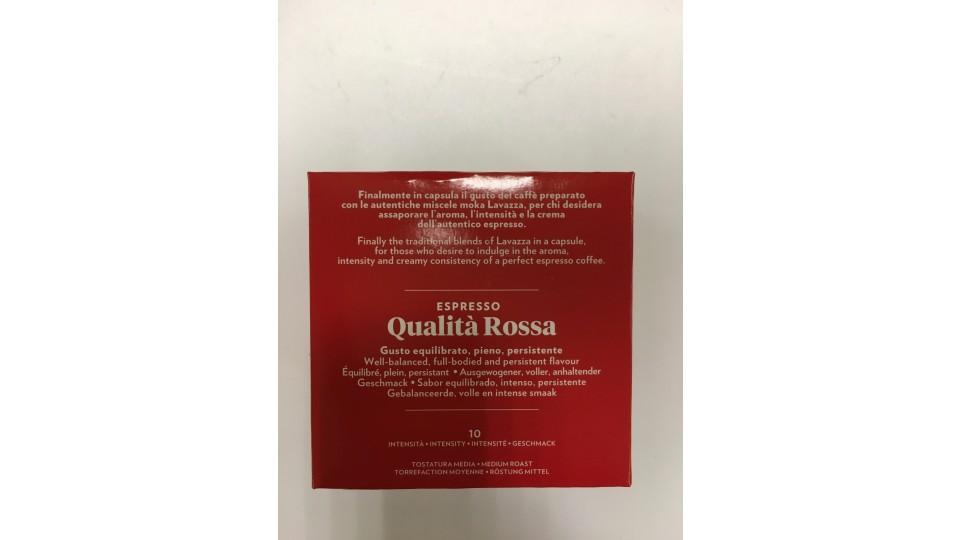 Finalmente in capsula il gusto del caffè preparato
con le autentiche miscele moka Lavazza, per chi desidera
assaporare l'aroma, l'intensità e la crema
dell'autentico espresso.
Finally the traditional blends of Lavazza in a capsule,
for those who desire to indulge in the aroma,
intensity and creamy consistency of a perfect espresso coffee.
ESPRESSO
Qualità Rossa
Gusto equilibrato, pieno, persistente
Well-balanced, full-bodied and persistent flavour
Équilibré, plein, persistant • Ausgewogener, voller, anhaltender
Geschmack • Sabor equilibrado, intenso, persistente
Gebalanceerde, volle en intense smaak
10
INTENSITÀ • INTENSITY • INTENSITÉ • GESCHMACK
TOSTATURA MEDIA • MEDIUM ROAST
TORREFACTION MOYENNE • RÖSTUNG MITTEL